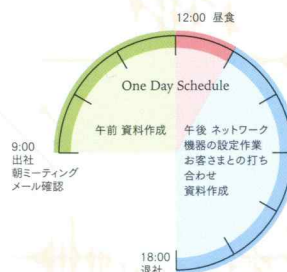 12:00 昼食
One Day Schedule
午前 資料作成
午後 ネットワーク
機器の設定作業
お客さまとの打ち
合わせ
資料作成
9:00
出社
朝ミーティング
メール確認
18:00
退社